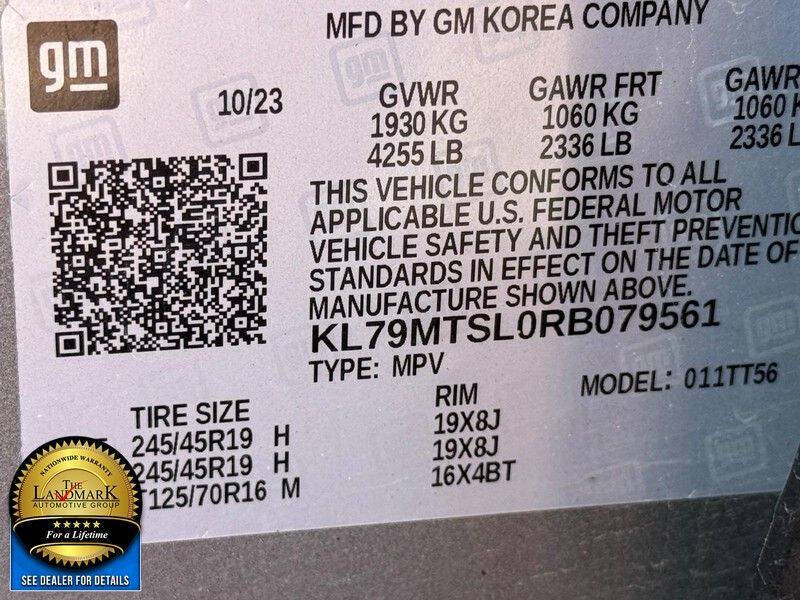 gm
MFD BY GM KOREA COMPANY
10/23
GVWR GAWR FRT GAWR
1930 KG 1060 KG 1060
4255 LB 2336 LB 2336 L
THIS VEHICLE CONFORMS TO ALL
APPLICABLE U.S. FEDERAL MOTOR
VEHICLE SAFETY AND THEFT PREVENTIO
STANDARDS IN EFFECT ON THE DATE OF
MANUFACTURE SHOWN ABOVE.
KL79MTSL0RB079561
TYPE: MPV MODEL: 011TT56
TIRE SIZE RIM
245/45R19 H 19X8J
245/45R19 H 19X8J
T125/70R16 M 16X4BT
NATIONWIDE WARRANTY
THE
LANDMARK
AUTOMOTIVE GROUP
For a Lifetime
SEE DEALER FOR DETAILS